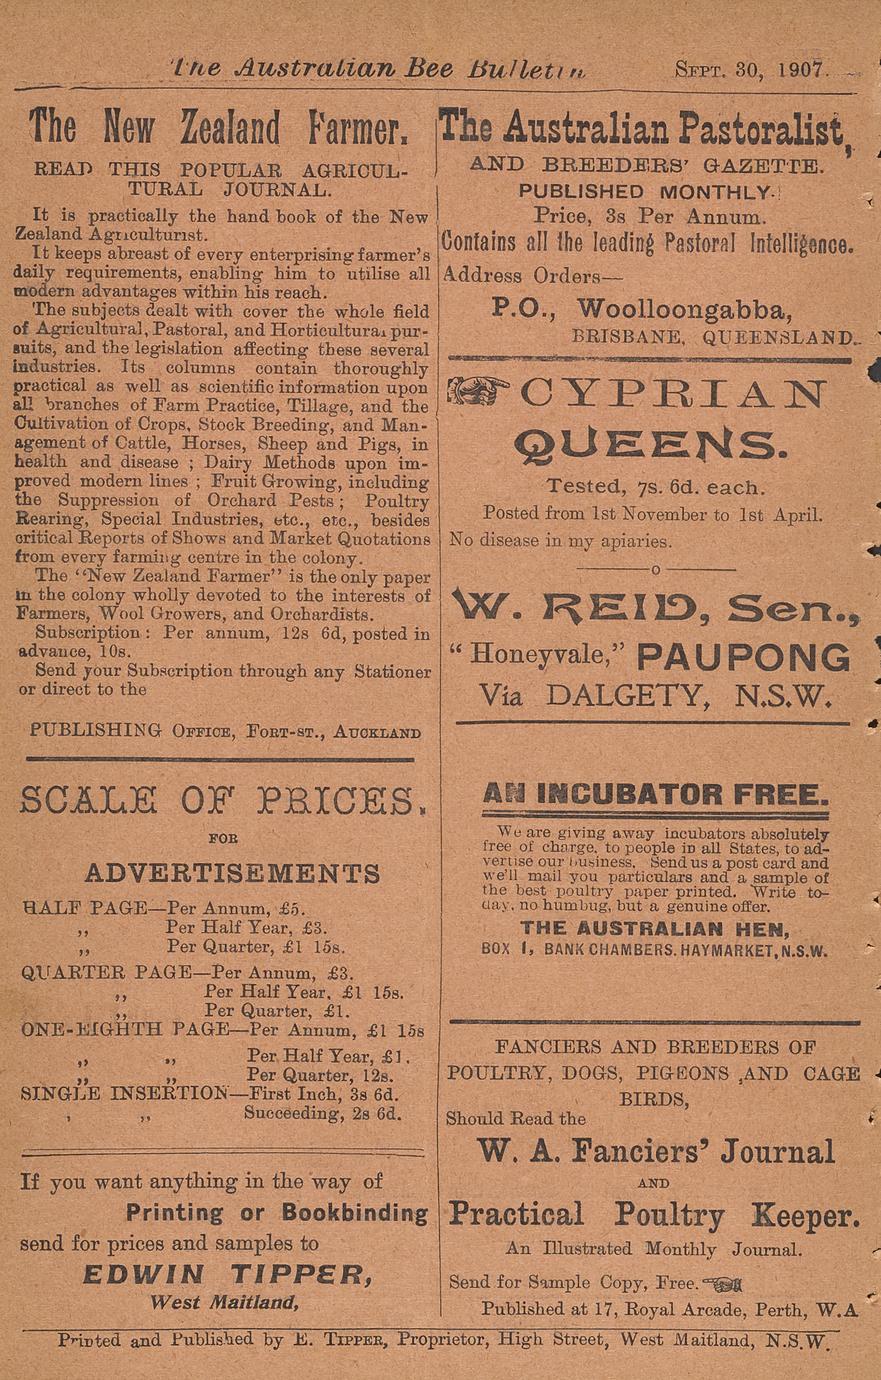 The Australian Bee Bulletin SEPT. 30, 1907.
The New Zealand Farmer.
READ THIS POPULAR AGRICUL-
TURAL JOURNAL.
It is practically the hand book of the New
Zealand Agriculturist.
It keeps abreast of every enterprising farmer's
daily requirements, enabling him to utilise all
modern advantages within his reach.
The subjects dealt with cover the whole field
of Agricultural, Pastoral, and Horticultural pur-
suits, and the legislation affecting these several
industries. Its columns contain thoroughly
practical as well as scientific information upon
all branches of Farm Practice, Tillage, and the
Cultivation of Crops, Stock Breeding, and Man-
agement of Cattle, Horses, Sheep and Pigs, in
health and disease ; Dairy Methods upon im-
proved modern lines ; Fruit Growing, including
the Suppression of Orchard Pests ; Poultry
Rearing, Special Industries, etc., etc., besides
critical Reports of Shows and Market Quotations
from every farming centre in the colony.
The "New Zealand Farmer" is the only paper
in the colony wholly devoted to the interests of
Farmers, Wool Growers, and Orchardists.
Subscription : Per annum, 12s 6d, posted in
advance, 10s.
Send your Subscription through any Stationer
or direct to the
PUBLISHING OFFICE, FORT-ST., AUCKLAND
SCALE OF PRICES.
FOR
ADVERTISEMENTS
HALF PAGE—Per Annum, £5.
,, Per Half Year, £3.
,, Per Quarter, £1 15s.
QUARTER PAGE—Per Annum, £3.
,, Per Half Year, £1 15s.
,, Per Quarter, £1.
ONE-EIGHTH PAGE—Per Annum, £1 15s
,, ,, Per Half Year, £1.
,, ,, Per Quarter, 12s.
SINGLE INSERTION—First Inch, 3s 6d.
, ,, Succeeding, 2s 6d.
If you want anything in the way of
Printing or Bookbinding
send for prices and samples to
EDWIN TIPPER,
West Maitland,
The Australian Pastoralist,
AND BREEDERS' GAZETTE.
PUBLISHED MONTHLY.
Price, 3s Per Annum.
Contains all the leading Pastoral Intelligence.
Address Orders—
P.O., Woolloongabba,
BRISBANE, QUEENSLAND.
CYPRIAN
QUEENS.
Tested, 7s. 6d. each.
Posted from 1st November to 1st April.
No disease in my apiaries.
W. REID, Sen.,
"Honeyvale," PAUPONG
Via DALGETY, N.S.W.
AN INCUBATOR FREE.
We are giving away incubators absolutely
free of charge, to people in all States, to ad-
vertise our business. Send us a post card and
we'll mail you particulars and a sample of
the best poultry paper printed. Write to-
day, no humbug, but a genuine offer.
THE AUSTRALIAN HEN,
BOX 1, BANK CHAMBERS. HAYMARKET, N.S.W.
FANCIERS AND BREEDERS OF
POULTRY, DOGS, PIGEONS ,AND CAGE
BIRDS,
Should Read the
W. A. Fanciers' Journal
AND
Practical Poultry Keeper.
An Illustrated Monthly Journal.
Send for Sample Copy, Free.
Published at 17, Royal Arcade, Perth, W.A
Printed and Published by E. TIPPER, Proprietor, High Street, West Maitland, N.S.W.